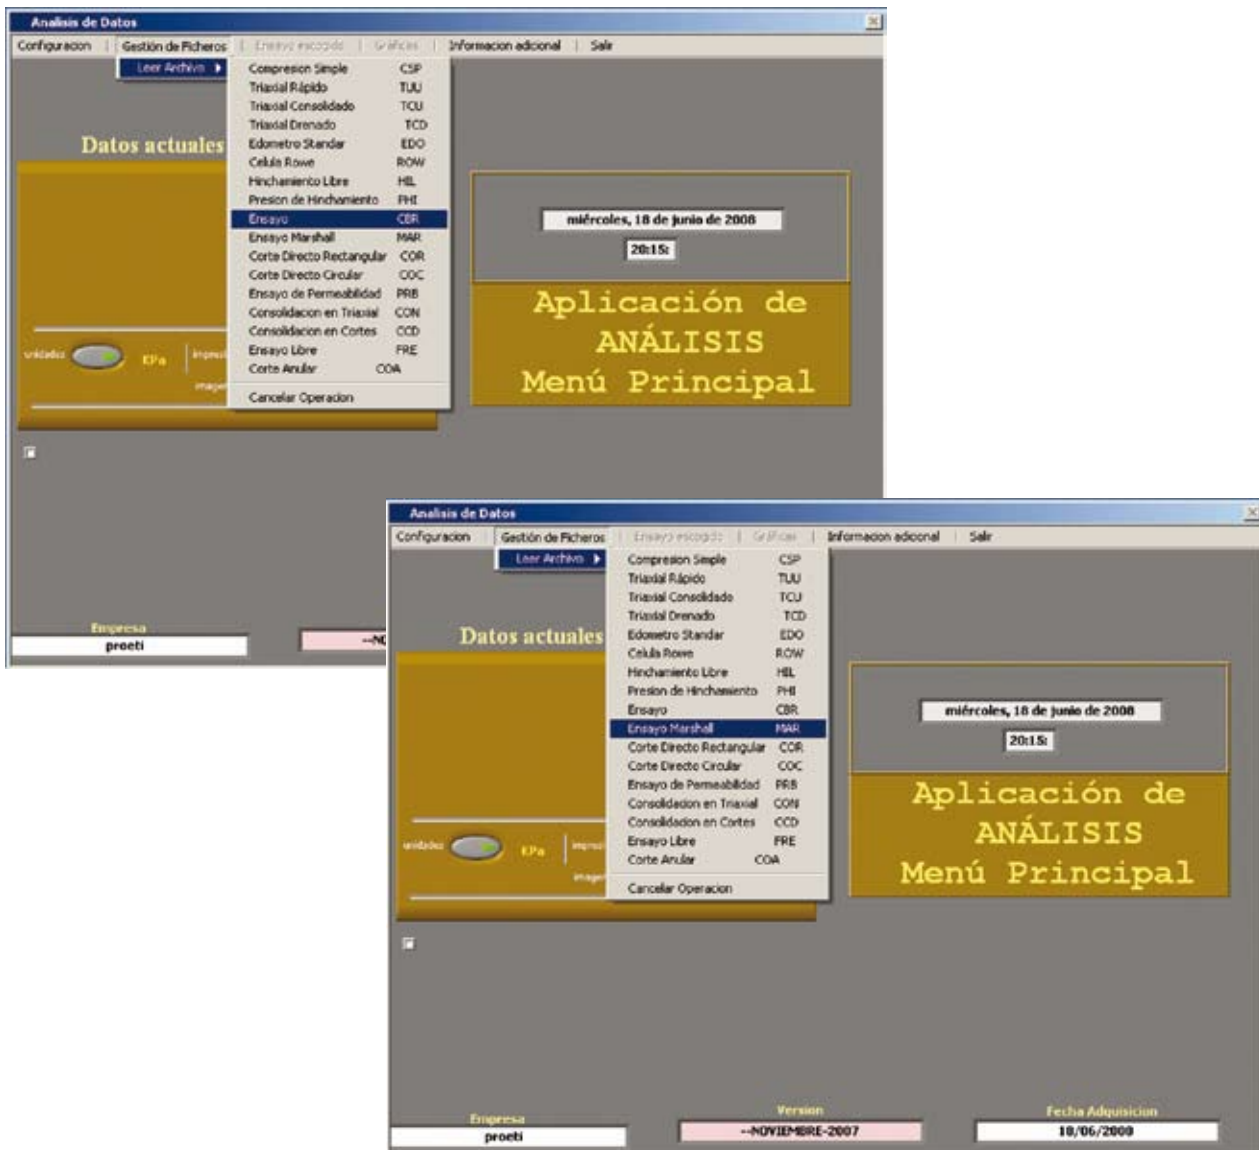 Analisis de Datos
Configuracion | Gestión de Ficheros | Ensayo escogido | Gráficas | Informacion adicional | Salir
Leer Archivo
Compresion Simple CSP
Triaxial Rápido TUU
Triaxial Consolidado TCU
Triaxial Drenado TCD
Edometro Standar EDO
Celula Rowe ROW
Hinchamiento Libre HIL
Presion de Hinchamiento PHI
Ensayo CBR
Ensayo Marshall MAR
Corte Directo Rectangular COR
Corte Directo Circular COC
Ensayo de Permeabilidad PRB
Consolidacion en Triaxial CON
Consolidacion en Cortes CCD
Ensayo Libre FRE
Corte Anular COA
Cancelar Operacion
Datos actuales
unidades KPa
miércoles, 18 de junio de 2008
20:15:
Aplicación de
ANÁLISIS
Menú Principal
Empresa
proeti
--NO
Analisis de Datos
Configuracion | Gestión de Ficheros | Ensayo escogido | Gráficas | Informacion adicional | Salir
Leer Archivo
Compresion Simple CSP
Triaxial Rápido TUU
Triaxial Consolidado TCU
Triaxial Drenado TCD
Edometro Standar EDO
Celula Rowe ROW
Hinchamiento Libre HIL
Presion de Hinchamiento PHI
Ensayo CBR
Ensayo Marshall MAR
Corte Directo Rectangular COR
Corte Directo Circular COC
Ensayo de Permeabilidad PRB
Consolidacion en Triaxial CON
Consolidacion en Cortes CCD
Ensayo Libre FRE
Corte Anular COA
Cancelar Operacion
Datos actuales
unidades KPa
miércoles, 18 de junio de 2008
20:15:
Aplicación de
ANÁLISIS
Menú Principal
Empresa
proeti
Version
--NOVIEMBRE-2007
Fecha Adquisicion
18/06/2008